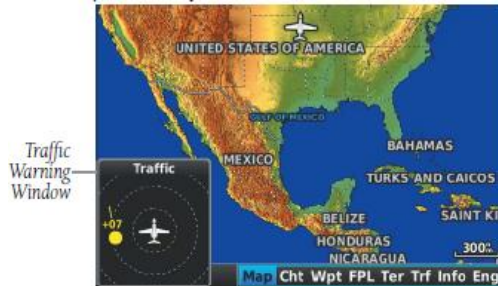 UNITED STATES OF AMERICA
GULF OF MEXICO
Traffic
Warning
Window
BAHAMAS
MEXICO
Traffic
TURKS AND CAICOS
+07
BELIZE
SAINT KI
HONDURAS
NICARAGUA
Map Cht Wpt FPL Ter Trf Info Eng